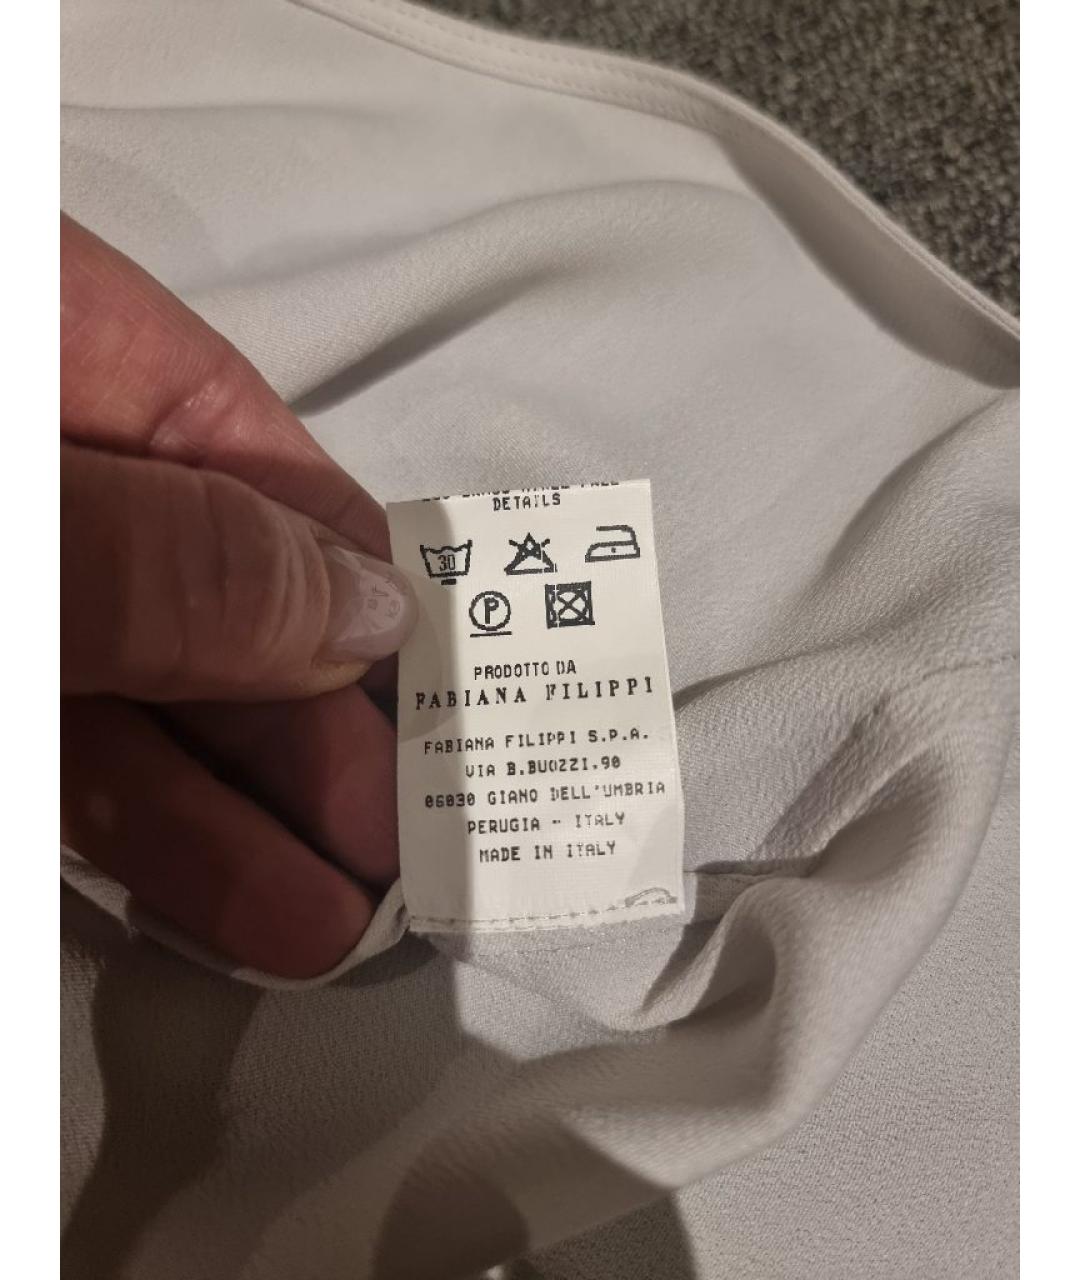 DETAILS
30
P
PRODOTTO DA
FABIANA FILIPPI
FABIANA FILIPPI S.P.A.
VIA B.BUOZZI.90
06030 GIANO DELL'UMBRIA
PERUGIA - ITALY
MADE IN ITALY